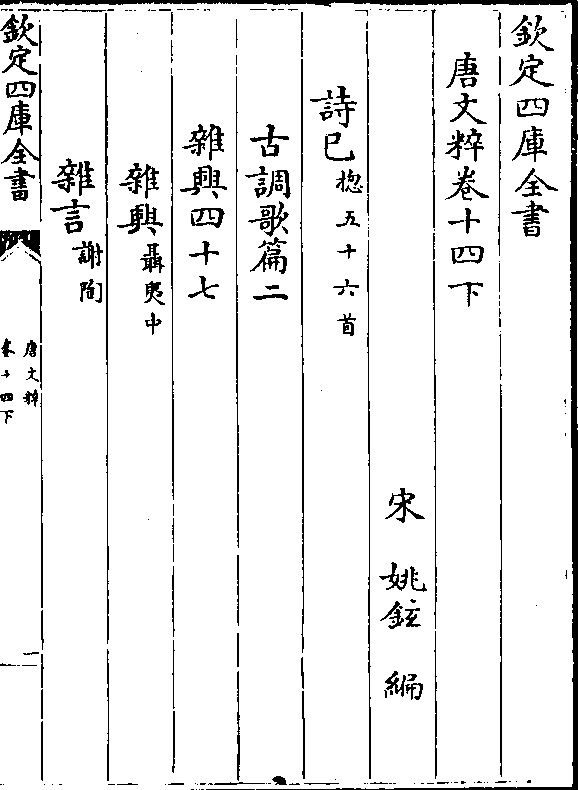 欽定四庫全書
唐文粹卷十四下
宋 姚鉉 編
詩巳揔五十六首
古調歌篇二
雜興四十七
雜興聶夷中
雜言謝陶
欽定四庫全書
唐文粹
卷十四下
一